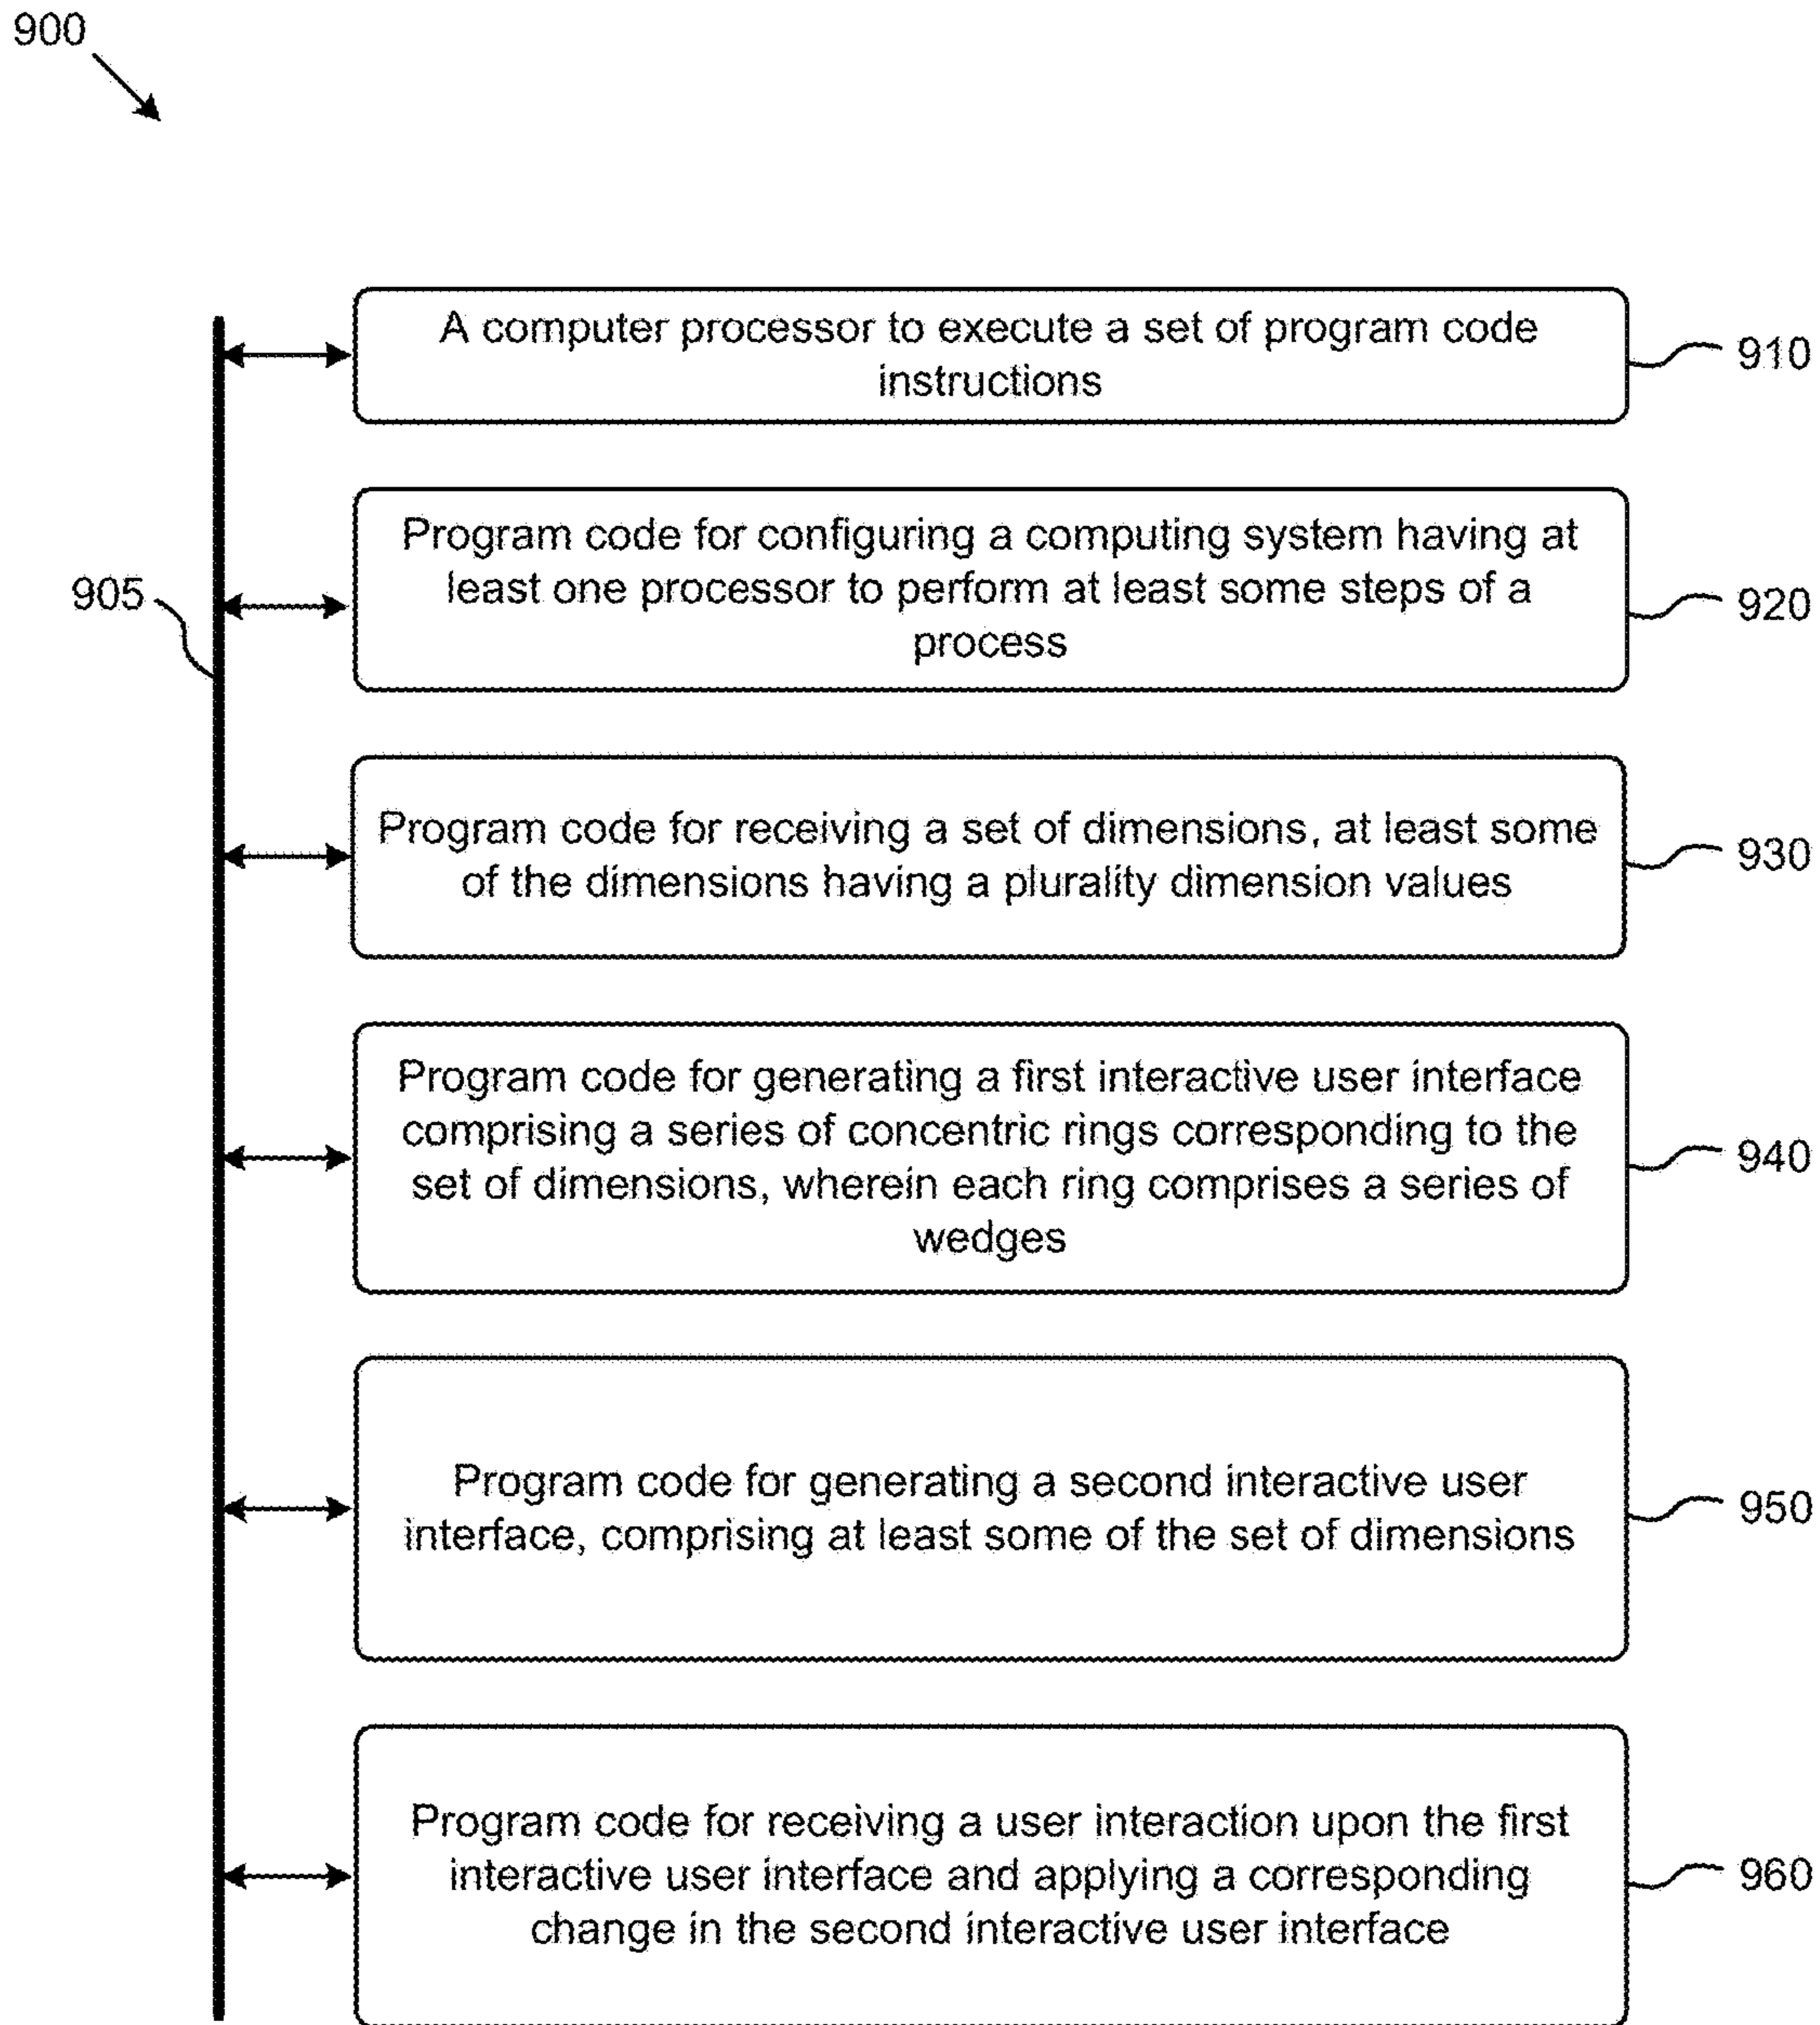 900
A computer processor to execute a set of program code
instructions
910
Program code for configuring a computing system having at
least one processor to perform at least some steps of a
process
905
920
Program code for receiving a set of dimensions, at least some
of the dimensions having a plurality dimension values
930
Program code for generating a first interactive user interface
comprising a series of concentric rings corresponding to the
set of dimensions, wherein each ring comprises a series of
wedges
940
Program code for generating a second interactive user
interface, comprising at least some of the set of dimensions
950
Program code for receiving a user interaction upon the first
interactive user interface and applying a corresponding
change in the second interactive user interface
960